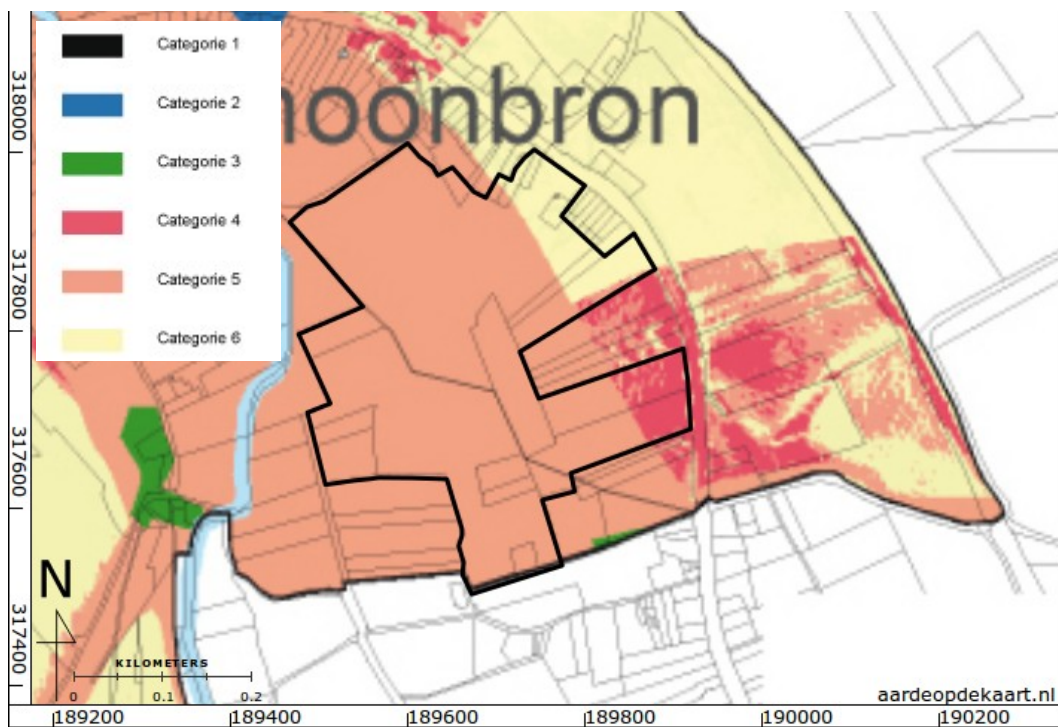 Categorie 1
Categorie 2
Categorie 3
Categorie 4
Categorie 5
Categorie 6
oonbron
318000
317800
317600
317400
N
KILOMETERS
0 0.1 0.2
aardeopdekaart.nl
189200 189400 189600 189800 190000 190200